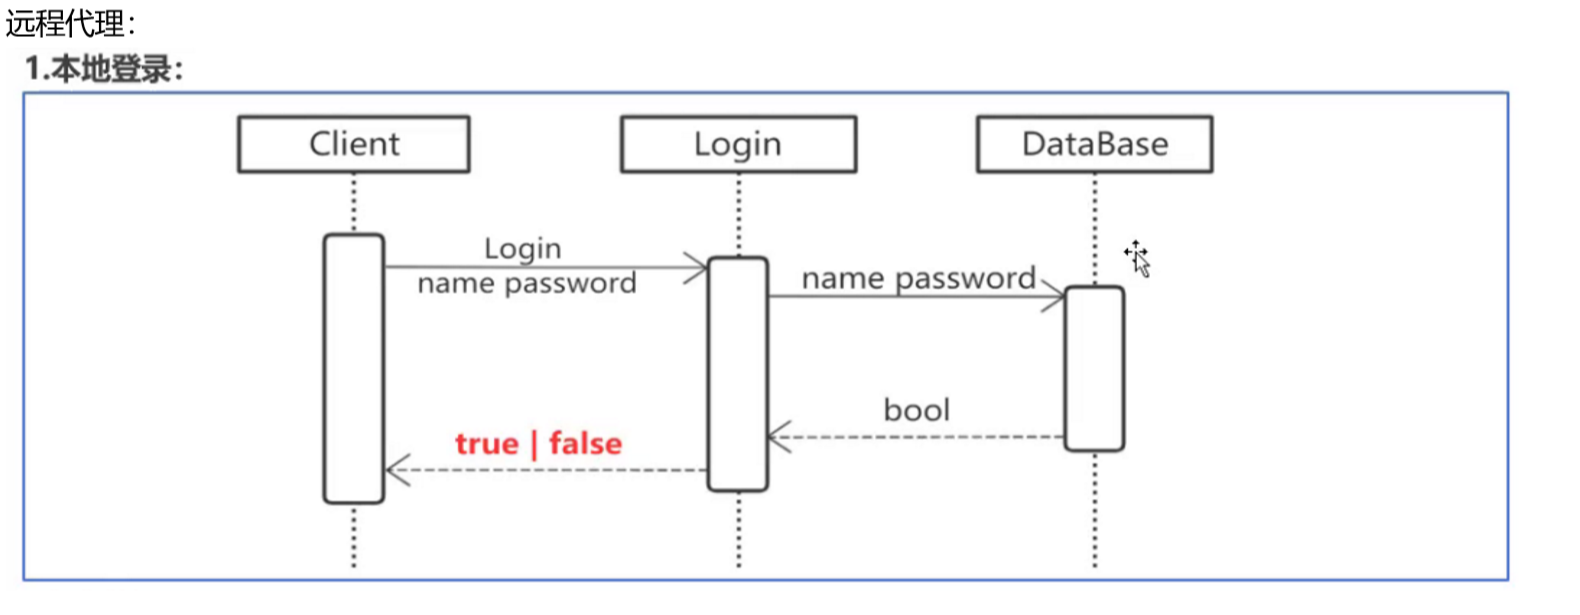 远程代理：
1.本地登录：
Client
Login
DataBase
Login
name password
name password
bool
true | false